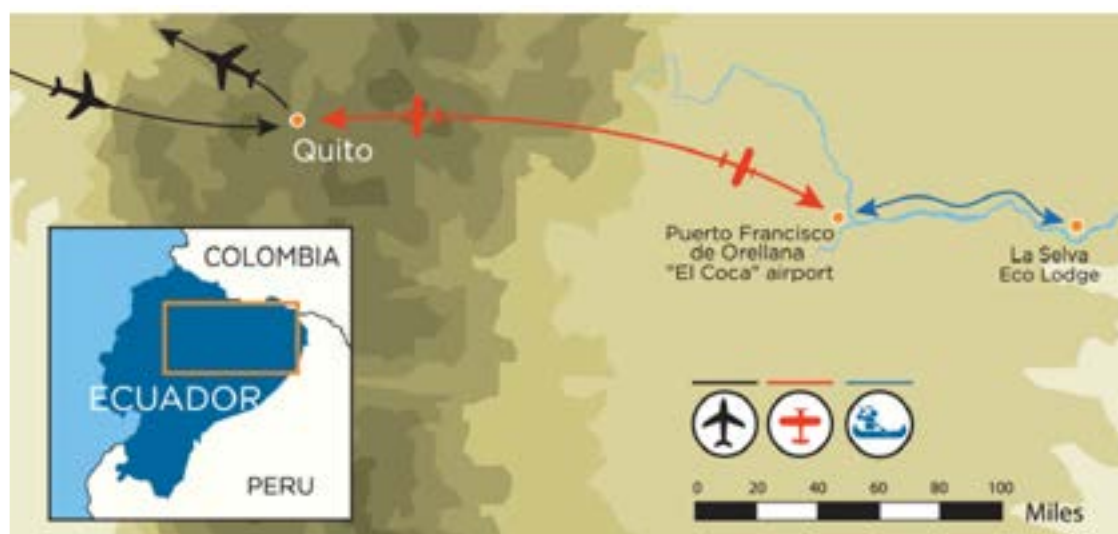 Quito
Puerto Francisco
de Orellana
"El Coca" airport
La Selva
Eco Lodge
COLOMBIA
ECUADOR
PERU
0 20 40 60 80 100
Miles